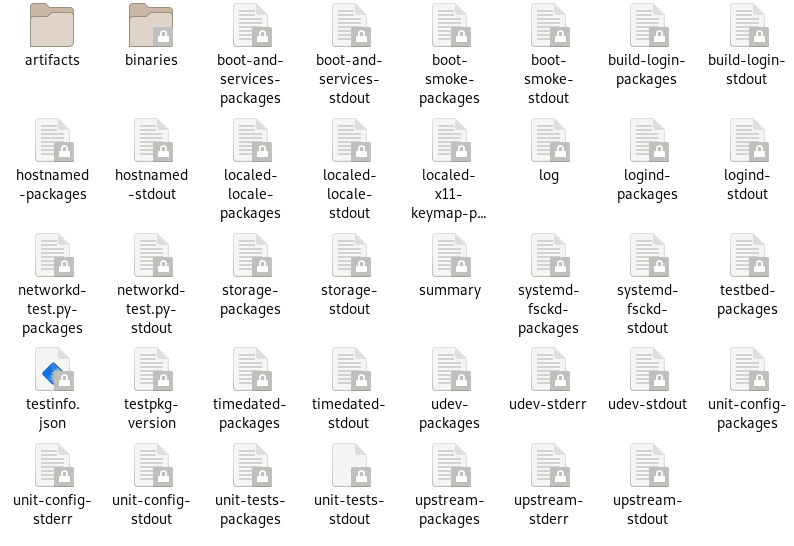 artifacts
binaries
boot-and-
services-
packages
boot-and-
services-
stdout
boot-
smoke-
packages
boot-
smoke-
stdout
build-login-
packages
build-login-
stdout
hostnamed
-packages
hostnamed
-stdout
localed-
locale-
packages
localed-
locale-
stdout
localed-
x11-
keymap-p...
log
logind-
packages
logind-
stdout
networkd-
test.py-
packages
networkd-
test.py-
stdout
storage-
packages
storage-
stdout
summary
systemd-
fsckd-
packages
systemd-
fsckd-
stdout
testbed-
packages
testinfo.
json
testpkg-
version
timedated-
packages
timedated-
stdout
udev-
packages
udev-stderr
udev-stdout
unit-config-
packages
unit-config-
stderr
unit-config-
stdout
unit-tests-
packages
unit-tests-
stdout
upstream-
packages
upstream-
stderr
upstream-
stdout